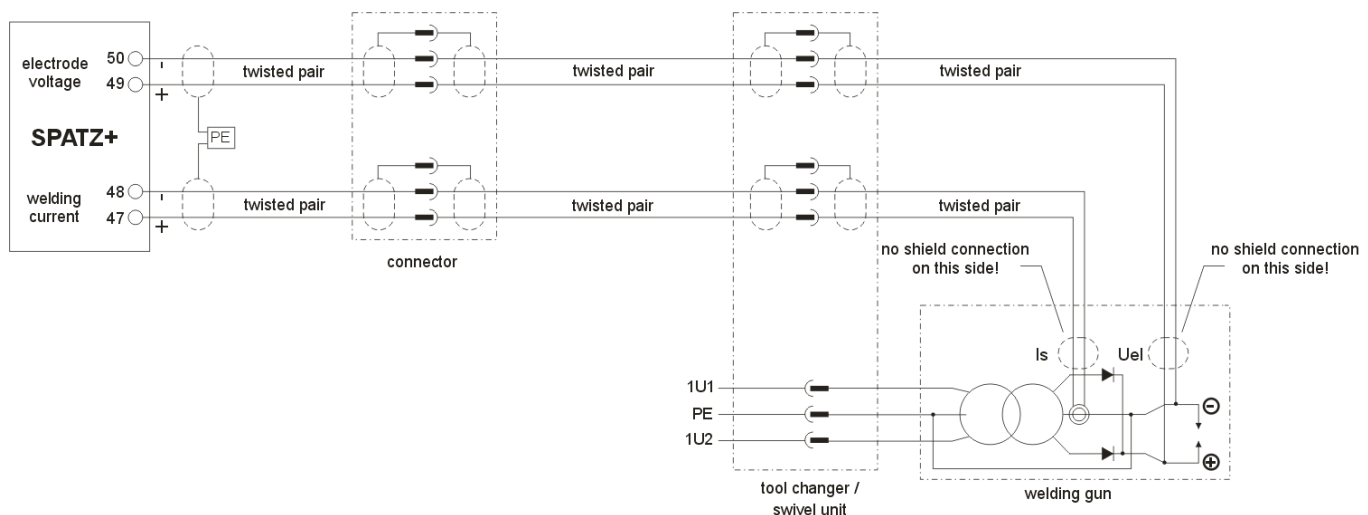 electrode
voltage
50
-
49
+
twisted pair
twisted pair
twisted pair
SPATZ+
PE
welding
current
48
-
47
+
twisted pair
twisted pair
twisted pair
connector
no shield connection
on this side!
no shield connection
on this side!
Is
Uel
1U1
PE
1U2
-
+
tool changer /
swivel unit
welding gun